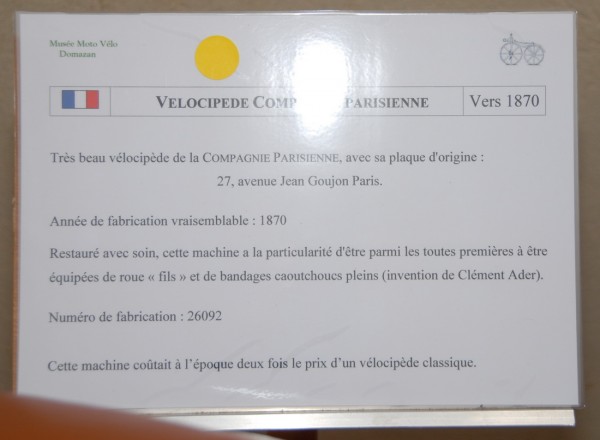 Musée Moto Vélo
Domazan
VELOCIPEDE COMP PARISIENNE
Vers 1870
Très beau vélocipède de la COMPAGNIE PARISIENNE, avec sa plaque d'origine :
27, avenue Jean Goujon Paris.
Année de fabrication vraisemblable : 1870
Restauré avec soin, cette machine a la particularité d'être parmi les toutes premières à être
équipées de roue « fils » et de bandages caoutchoucs pleins (invention de Clément Ader).
Numéro de fabrication : 26092
Cette machine coûtait à l'époque deux fois le prix d'un vélocipède classique.